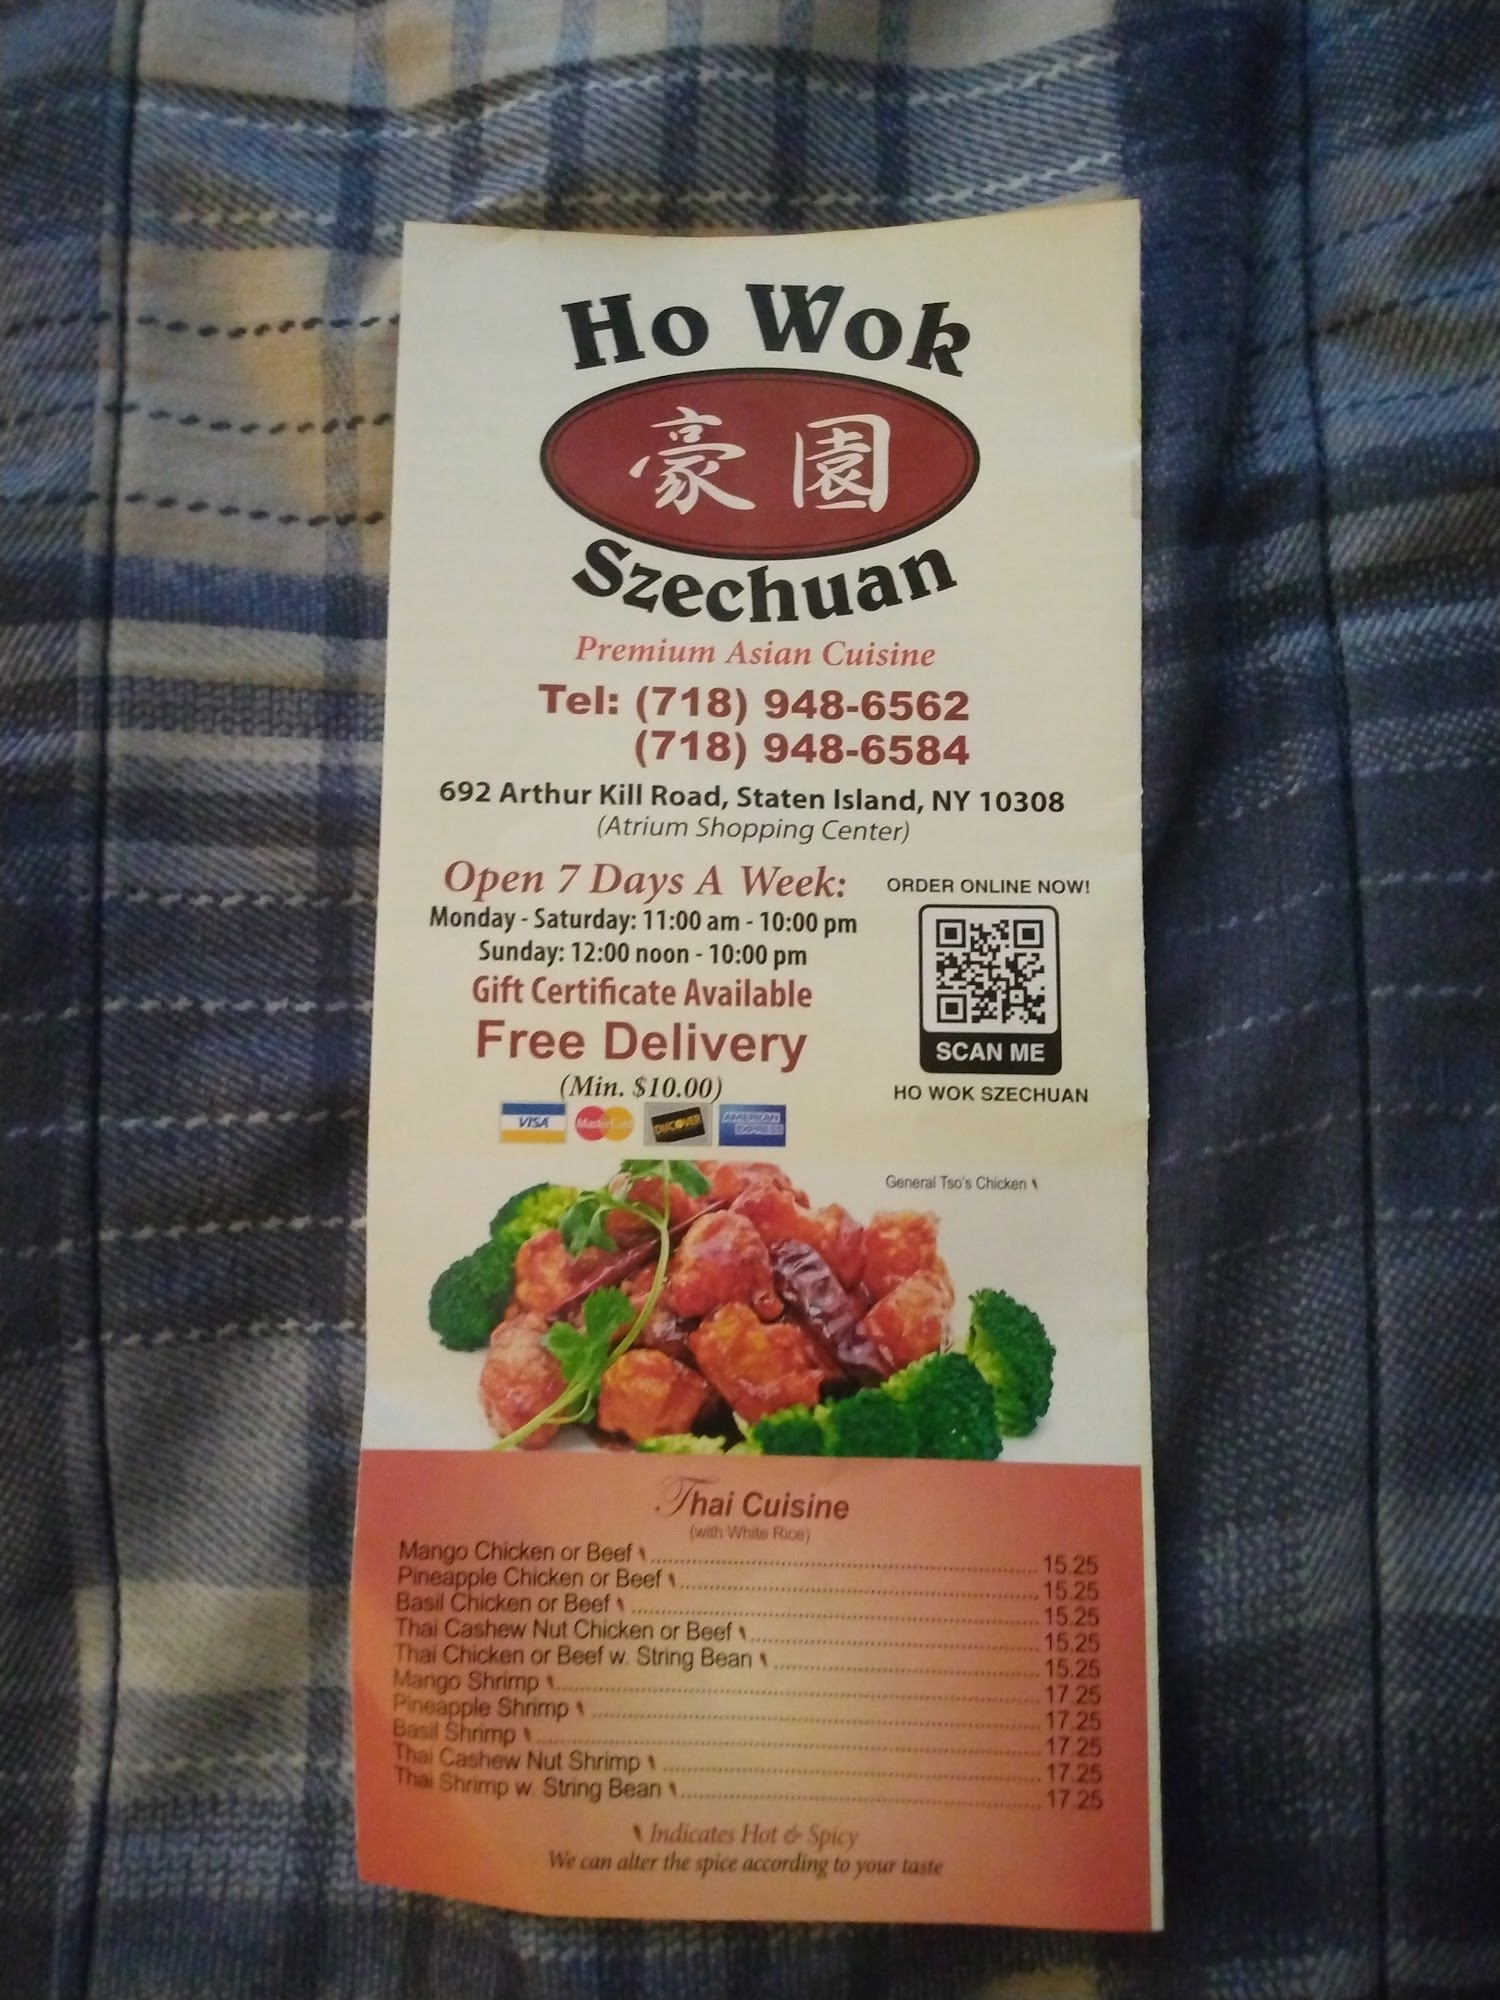 Ho Wok
豪園
Szechuan
Premium Asian Cuisine
Tel: (718) 948-6562
(718) 948-6584
692 Arthur Kill Road, Staten Island, NY 10308
(Atrium Shopping Center)
Open 7 Days A Week:
Monday - Saturday: 11:00 am - 10:00 pm
Sunday: 12:00 noon - 10:00 pm
Gift Certificate Available
Free Delivery
(Min. $10.00)
VISA MasterCard DISCOVER AMERICAN EXPRESS
ORDER ONLINE NOW!
SCAN ME
HO WOK SZECHUAN
General Tso's Chicken
Thai Cuisine
(with White Rice)
Mango Chicken or Beef 15.25
Pineapple Chicken or Beef 15.25
Basil Chicken or Beef 15.25
Thai Cashew Nut Chicken or Beef 15.25
Thai Chicken or Beef w. String Bean 15.25
Mango Shrimp 17.25
Pineapple Shrimp 17.25
Basil Shrimp 17.25
Thai Cashew Nut Shrimp 17.25
Thai Shrimp w. String Bean 17.25
Indicates Hot & Spicy
We can alter the spice according to your taste